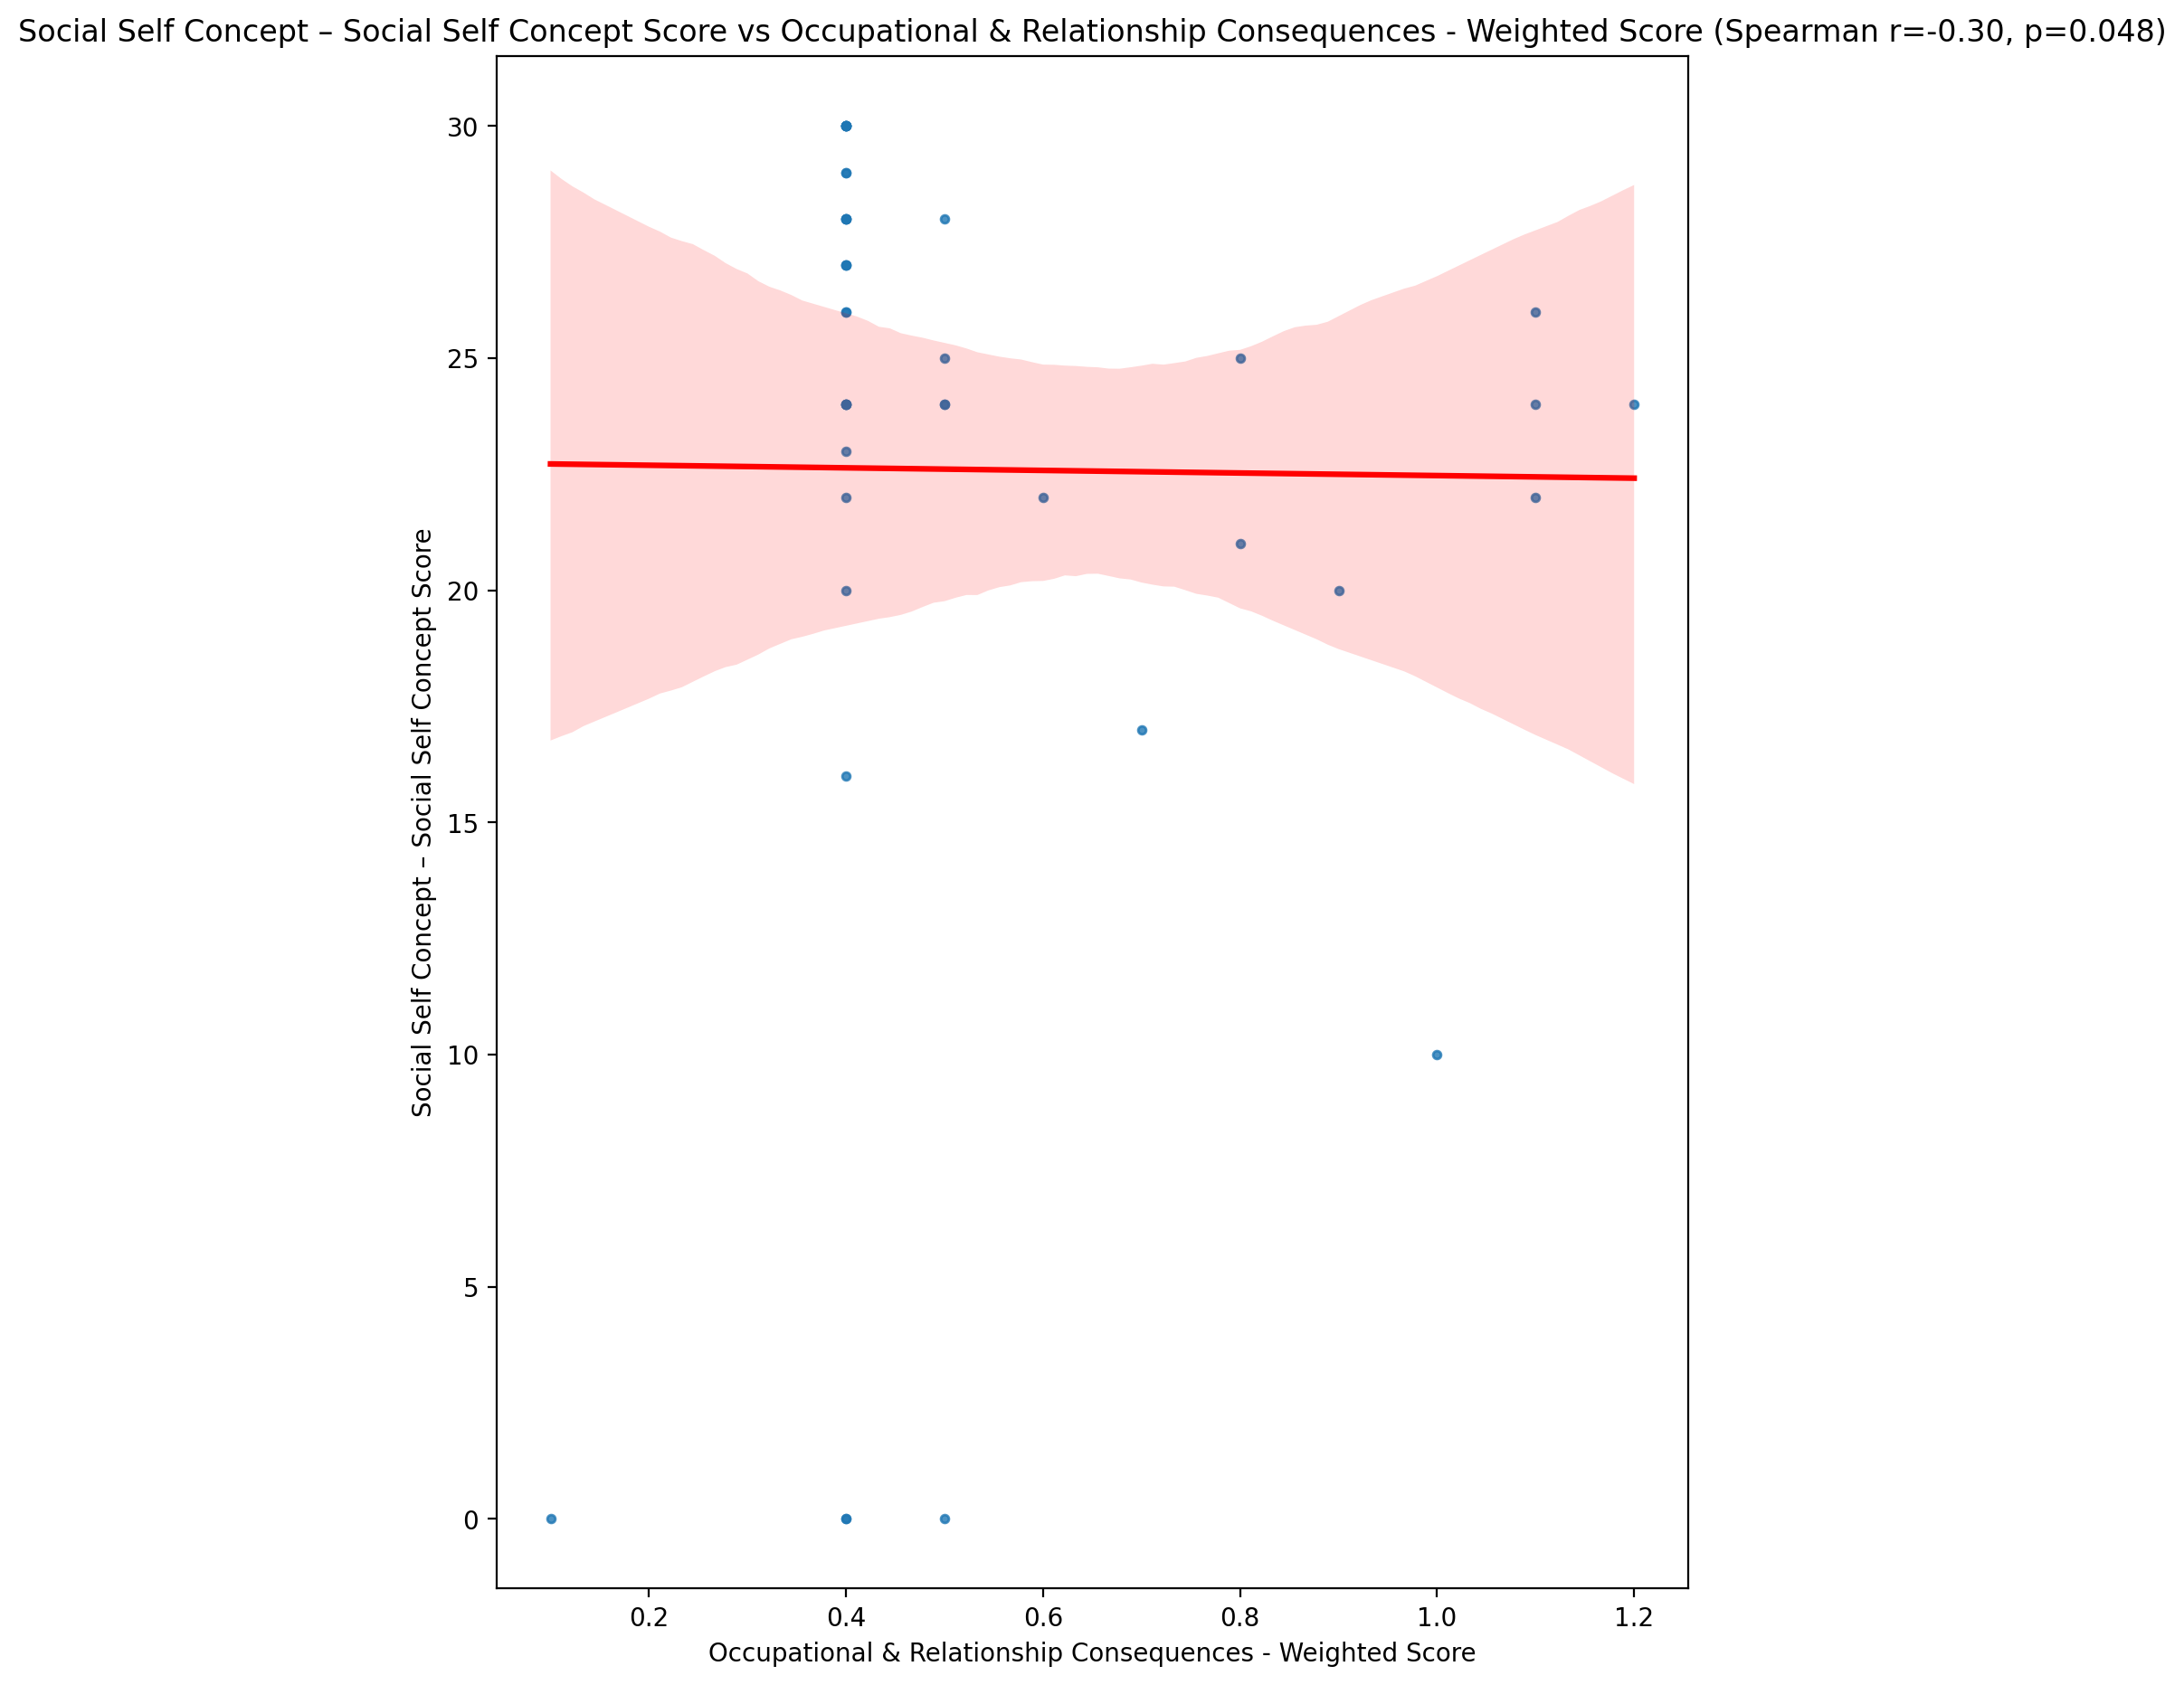 Social Self Concept – Social Self Concept Score vs Occupational & Relationship Consequences - Weighted Score (Spearman r=-0.30, p=0.048)
Social Self Concept – Social Self Concept Score
30
25
20
15
10
5
0
0.2 0.4 0.6 0.8 1.0 1.2
Occupational & Relationship Consequences - Weighted Score